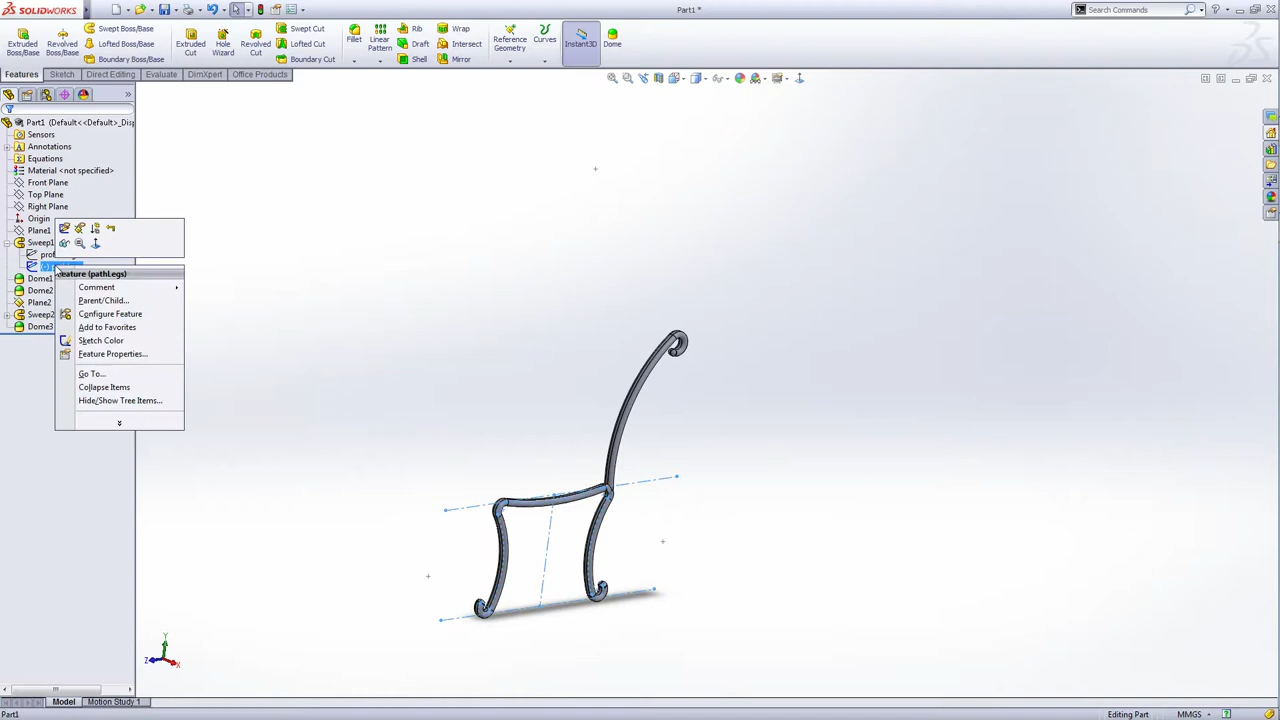 SOLIDWORKS
Part1 *
Search Commands
Extruded Boss/Base
Revolved Boss/Base
Swept Boss/Base
Lofted Boss/Base
Boundary Boss/Base
Extruded Cut
Hole Wizard
Revolved Cut
Swept Cut
Lofted Cut
Boundary Cut
Fillet
Linear Pattern
Rib
Draft
Shell
Wrap
Intersect
Mirror
Reference Geometry
Curves
Instant3D
Dome
Features
Sketch
Direct Editing
Evaluate
DimXpert
Office Products
Part1 (Default<<Default>_Disp
Sensors
Annotations
Equations
Material <not specified>
Front Plane
Top Plane
Right Plane
Origin
Plane1
Sweep1
Dome1
Dome2
Plane2
Sweep2
Dome3
Feature (pathLegs)
Comment
Parent/Child...
Configure Feature
Add to Favorites
Sketch Color
Feature Properties...
Go To...
Collapse Items
Hide/Show Tree Items...
Y
Z
X
Model
Motion Study 1
Part1
Editing Part
MMGS